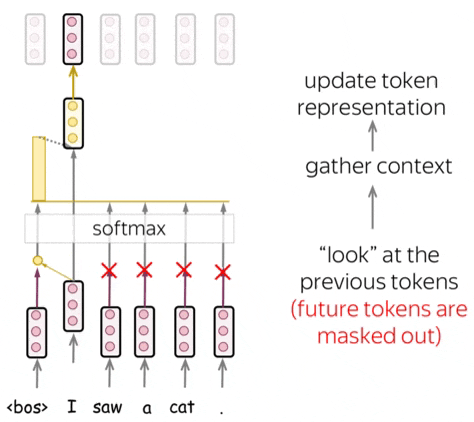 update token
representation
gather context
softmax
“look” at the
previous tokens
(future tokens are
masked out)
<bos> I saw a cat .